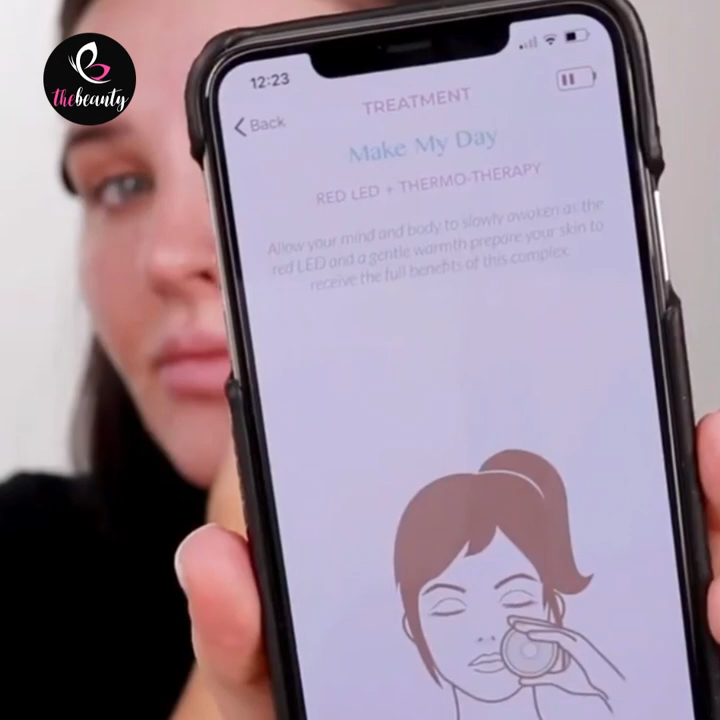 thebeauty
12:23
Back
TREATMENT
Make My Day
RED LED + THERMO-THERAPY
Allow your mind and body to slowly awaken as the
red LED and a gentle warmth prepare your skin to
receive the full benefits of this complex.